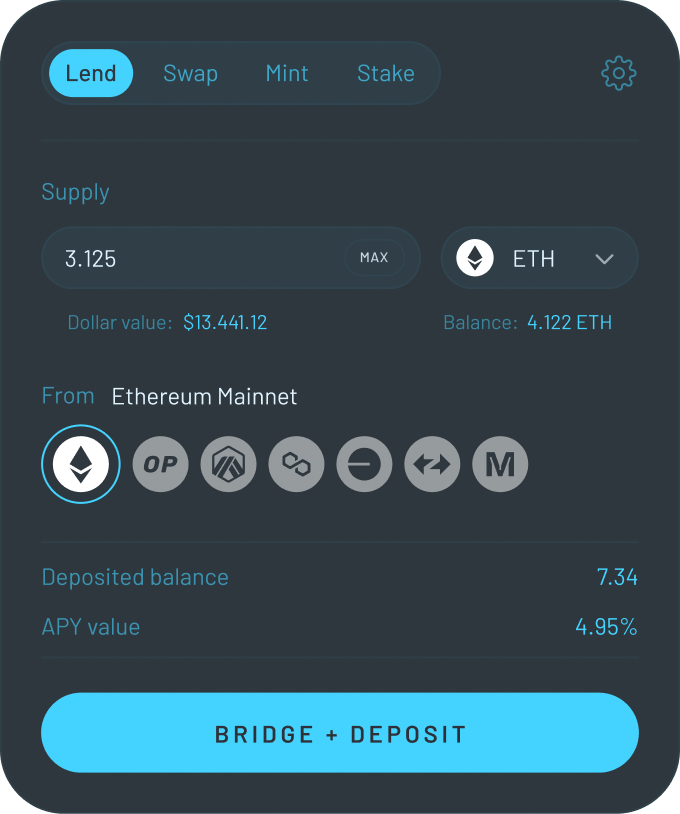 Lend Swap Mint Stake
Supply
3.125 MAX ETH
Dollar value: $13.441.12 Balance: 4.122 ETH
From Ethereum Mainnet
OP M
Deposited balance 7.34
APY value 4.95%
BRIDGE + DEPOSIT